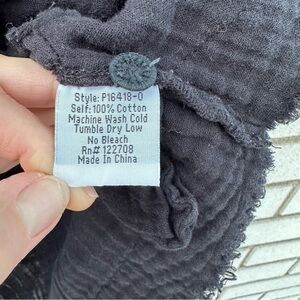 Style: P16418-0
Self: 100% Cotton
Machine Wash Cold
Tumble Dry Low
No Bleach
Rn# 122708
Made In China